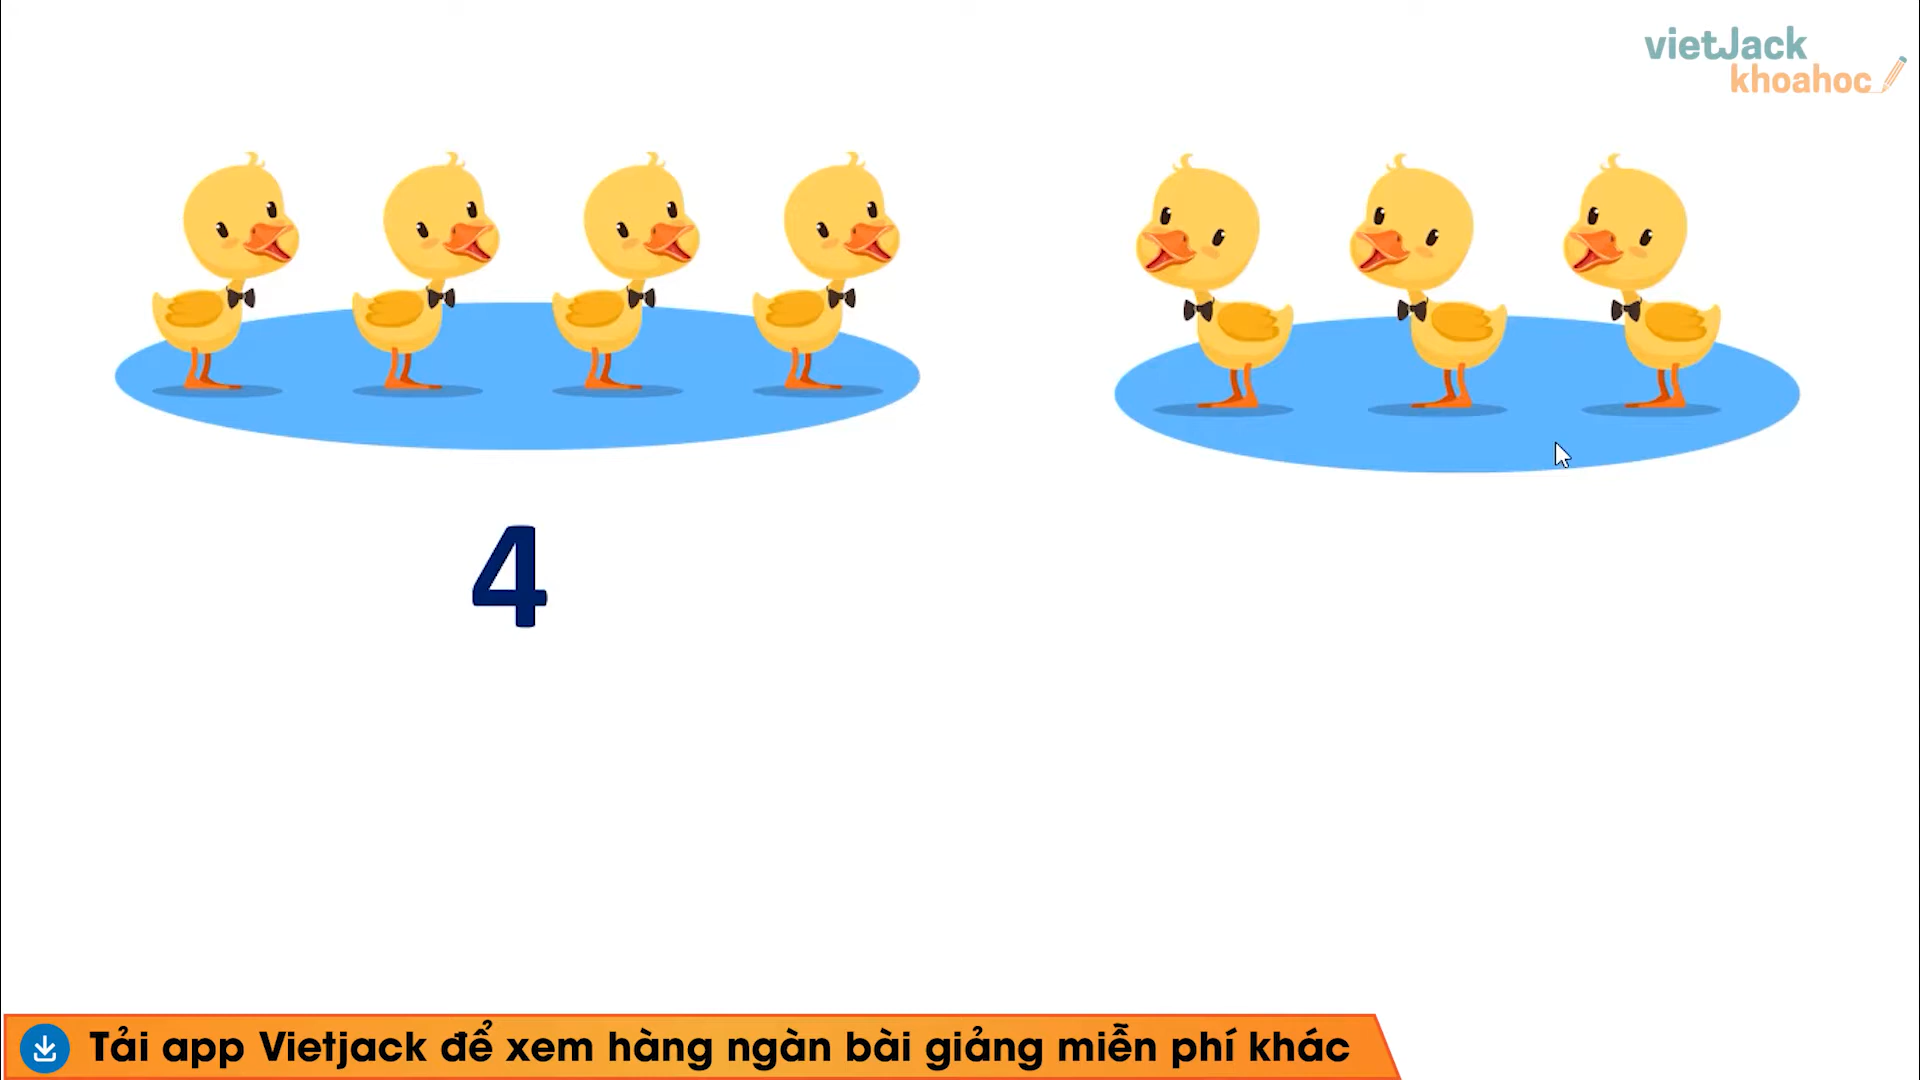 vietJack
khoahoc
4
Tải app Vietjack để xem hàng ngàn bài giảng miễn phí khác